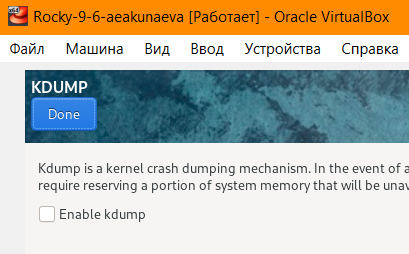 Rocky-9-6-aeakunaeva [Работает] - Oracle VirtualBox
Файл Машина Вид Ввод Устройства Справка
KDUMP
Done
Kdump is a kernel crash dumping mechanism. In the event of a
require reserving a portion of system memory that will be unav
Enable kdump